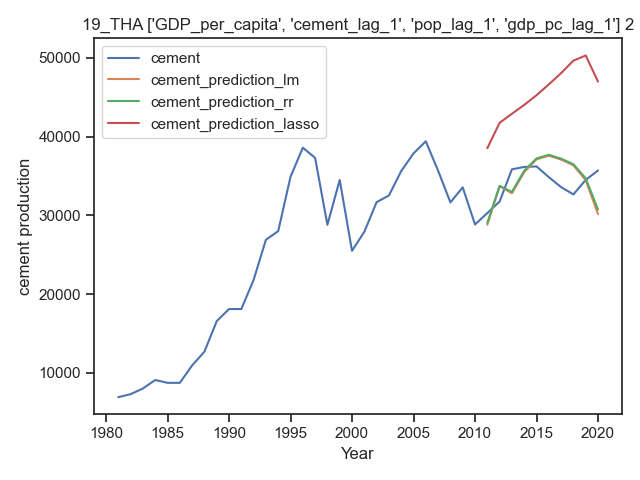 19_THA ['GDP_per_capita', 'cement_lag_1', 'pop_lag_1', 'gdp_pc_lag_1'] 2
cement
cement_prediction_lm
cement_prediction_rr
cement_prediction_lasso
50000
40000
30000
20000
10000
cement production
1980 1985 1990 1995 2000 2005 2010 2015 2020
Year